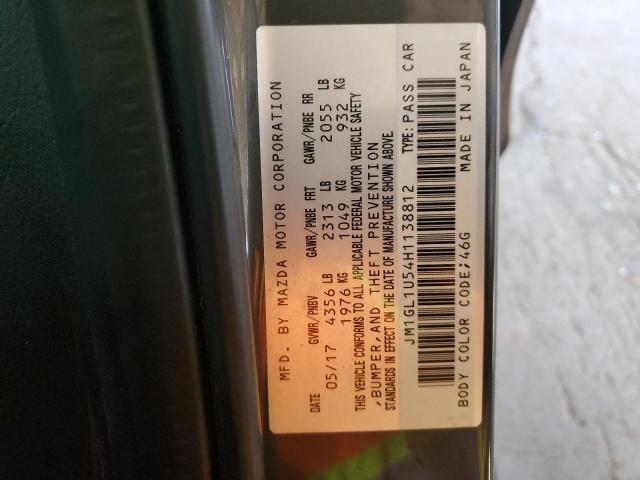 MFD. BY MAZDA MOTOR CORPORATION
DATE GVWR/PNBV GAWR/PNBE FRT GAWR/PNBE RR
05/17 4356 LB 2313 LB 2055 LB
1976 KG 1049 KG 932 KG
THIS VEHICLE CONFORMS TO ALL APPLICABLE FEDERAL MOTOR VEHICLE SAFETY
,BUMPER,AND THEFT PREVENTION
STANDARDS IN EFFECT ON THE DATE OF MANUFACTURE SHOWN ABOVE.
JM1GL1U54H1138812 TYPE:PASS CAR
BODY COLOR CODE:46G MADE IN JAPAN